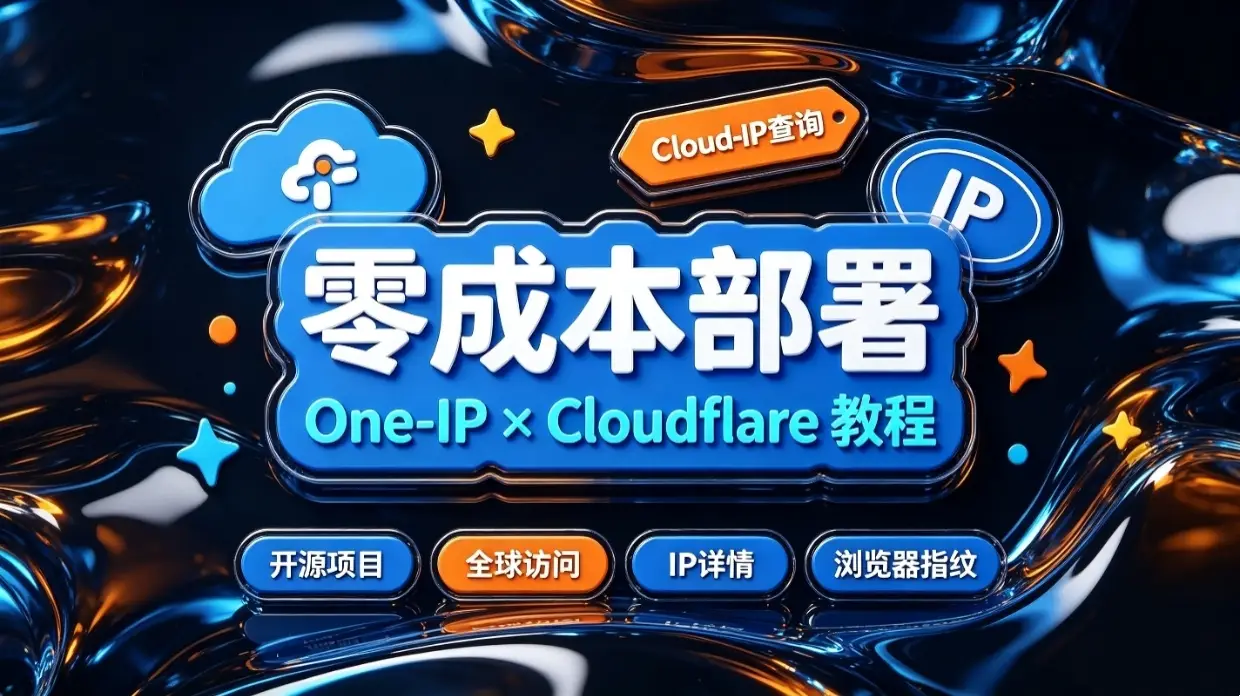 Cloud-IP查询
IP
零成本部署
One-IP × Cloudflare 教程
开源项目
全球访问
IP详情
浏览器指纹